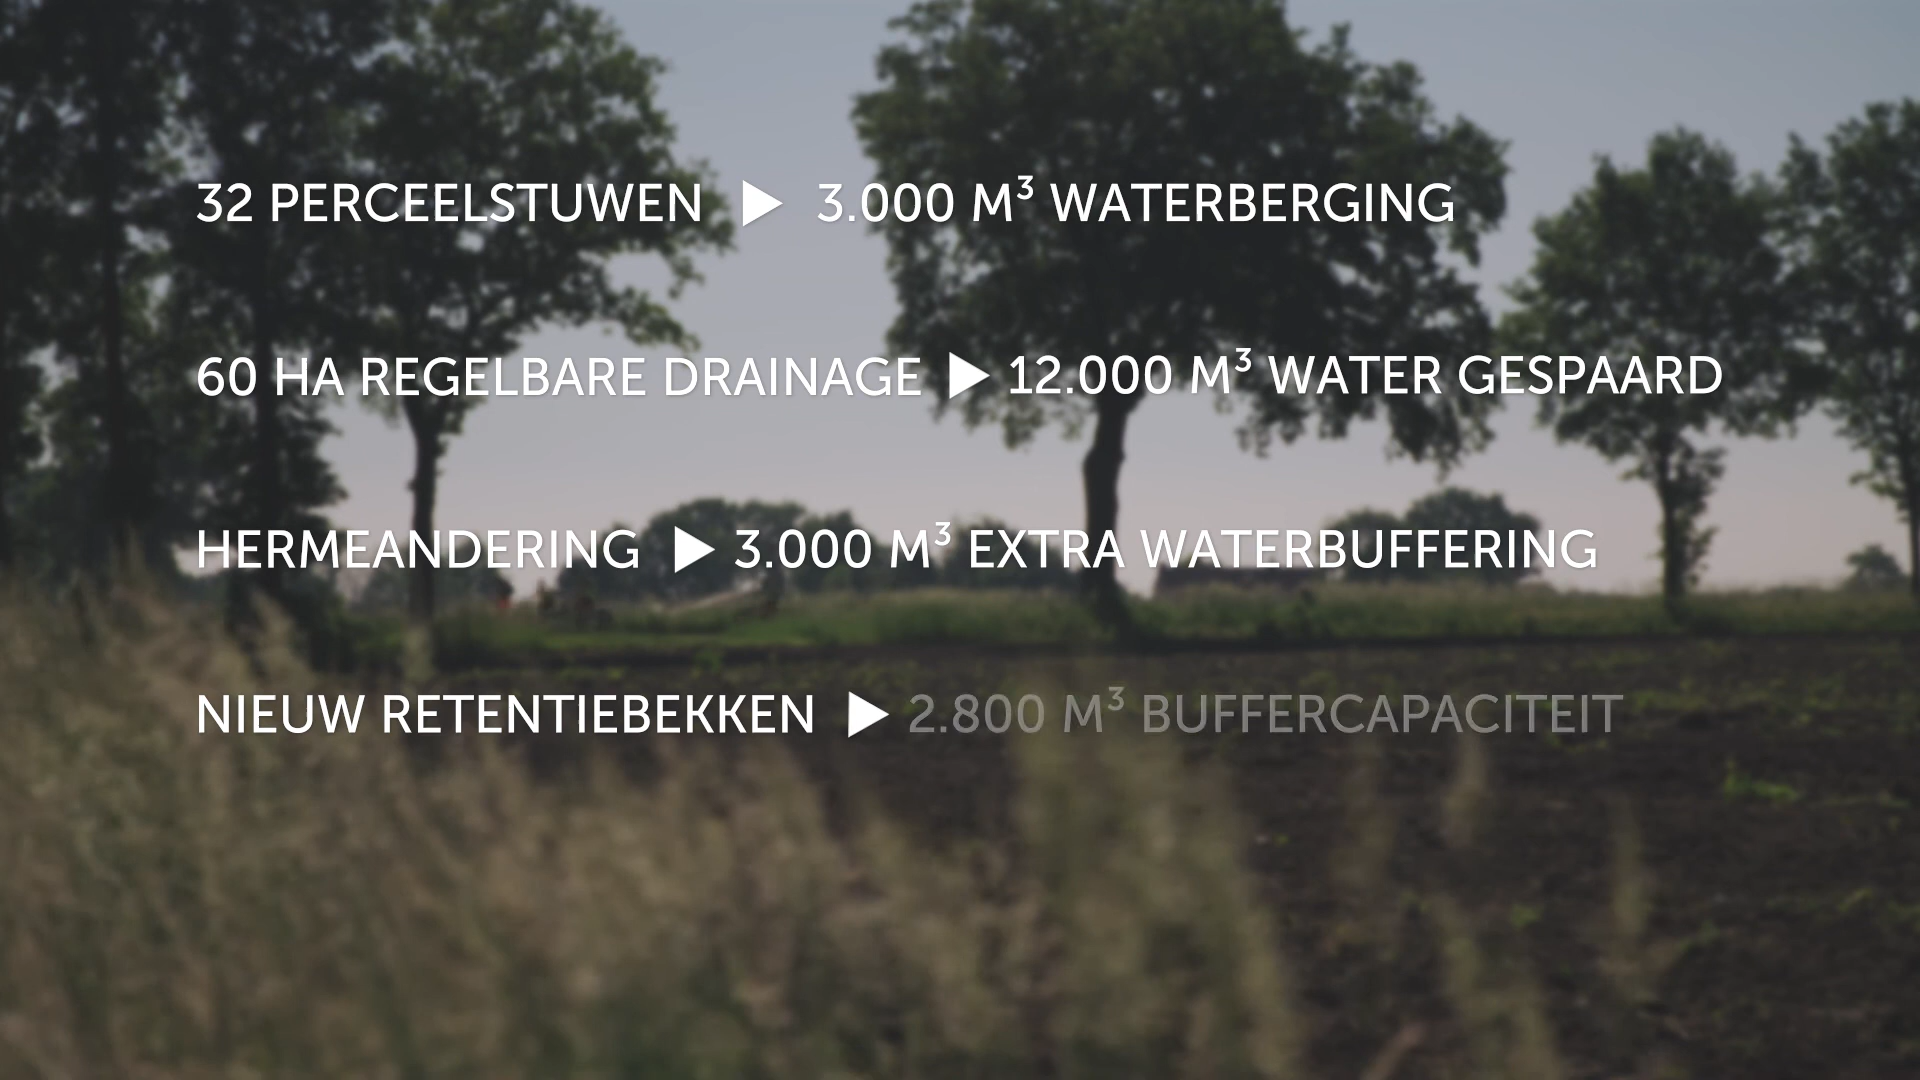 32 PERCEELSTUWEN ▶ 3.000 M³ WATERBERGING
60 HA REGELBARE DRAINAGE ▶ 12.000 M³ WATER GESPAARD
HERMEANDERING ▶ 3.000 M³ EXTRA WATERBUFFERING
NIEUW RETENTIEBEKKEN ▶ 2.800 M³ BUFFERCAPACITEIT